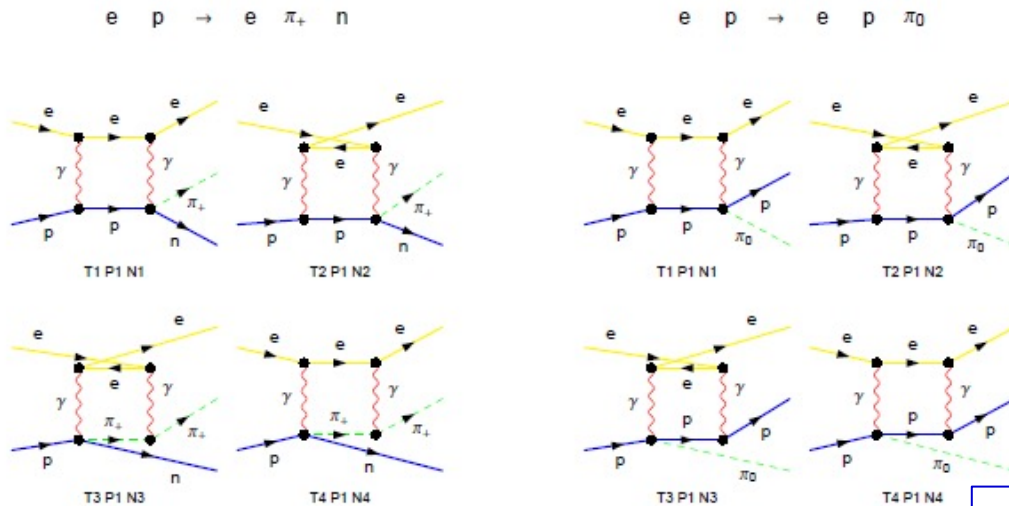 e p → e π₊ n
e p → e p π₀
e e e
γ γ
p p π₊ n
T1 P1 N1
e e
e
γ γ
p p π₊ n
T2 P1 N2
e e e
γ γ
p p p π₀
T1 P1 N1
e e
e
γ γ
p p p π₀
T2 P1 N2
e e
e
γ γ
p π₊ π₊ n
T3 P1 N3
e e e
γ γ
p π₊ π₊ n
T4 P1 N4
e e
e
γ γ
p p p π₀
T3 P1 N3
e e e
γ γ
p p p π₀
T4 P1 N4